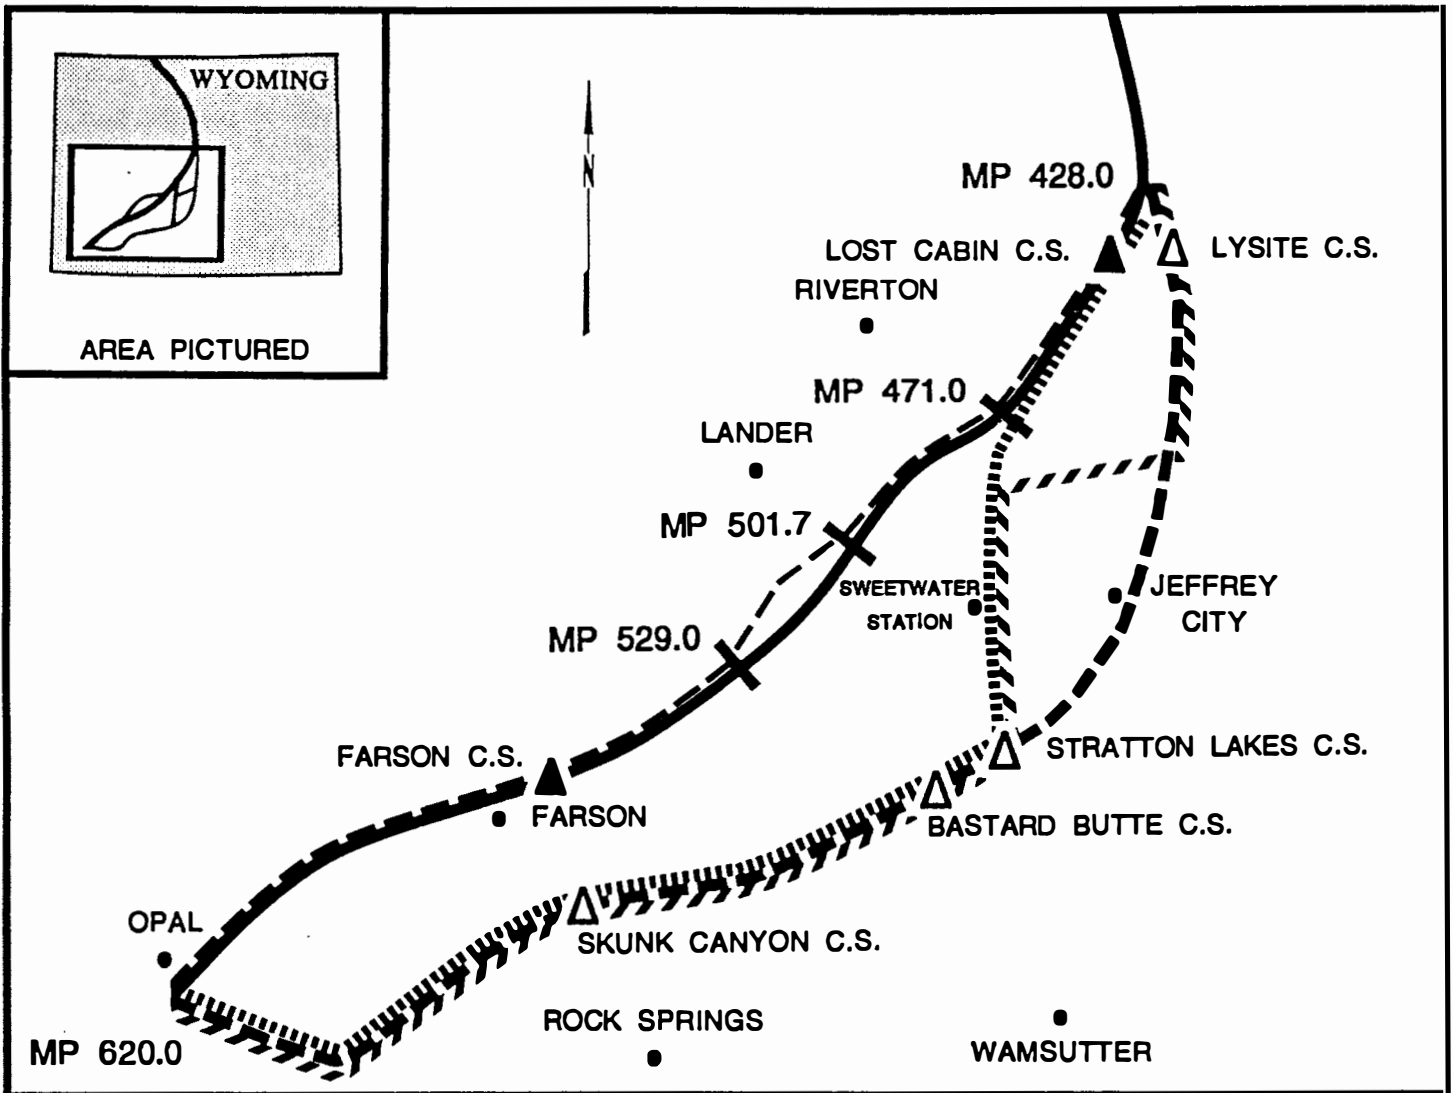 WYOMING
AREA PICTURED
N
MP 428.0
LOST CABIN C.S.
LYSITE C.S.
RIVERTON
MP 471.0
LANDER
MP 501.7
SWEETWATER
STATION
JEFFREY
CITY
MP 529.0
FARSON C.S.
STRATTON LAKES C.S.
FARSON
BASTARD BUTTE C.S.
OPAL
SKUNK CANYON C.S.
ROCK SPRINGS
MP 620.0
WAMSUTTER